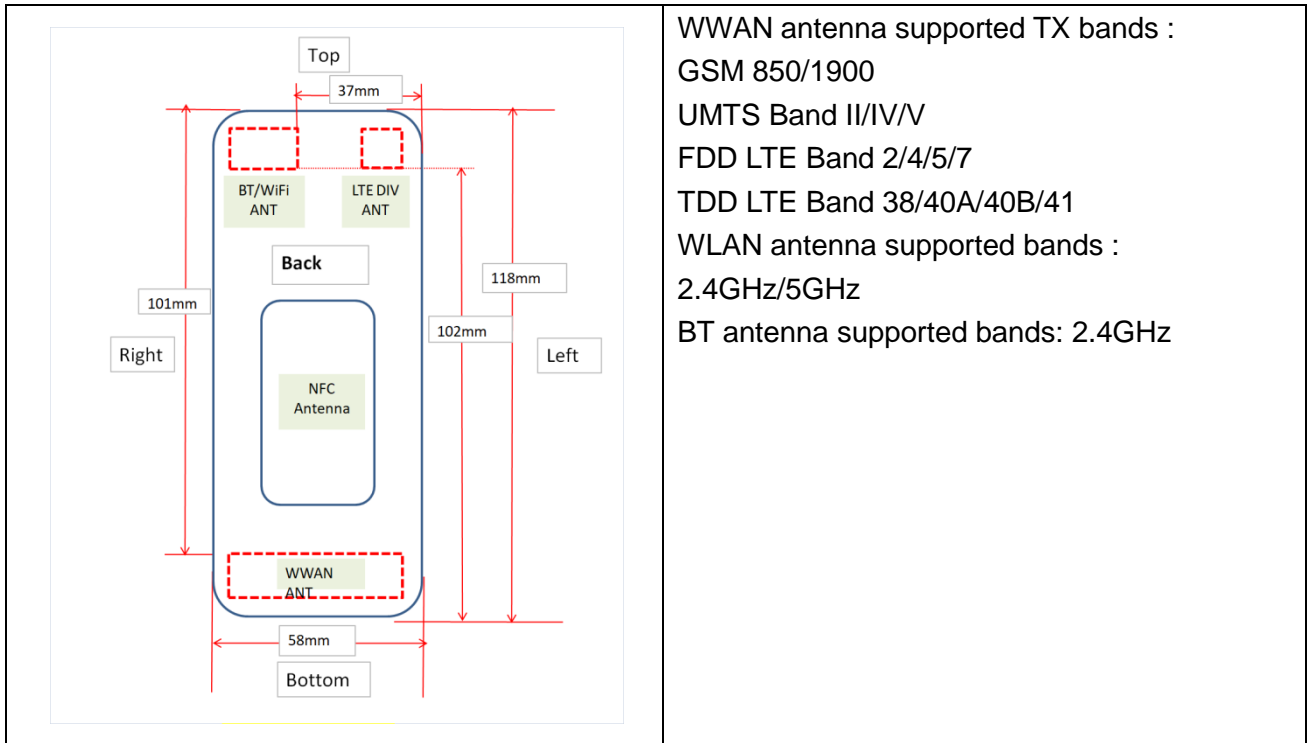 Top
37mm
BT/WiFi
ANT
LTE DIV
ANT
Back
118mm
101mm
102mm
Right
Left
NFC
Antenna
WWAN
ANT
58mm
Bottom
WWAN antenna supported TX bands :
GSM 850/1900
UMTS Band II/IV/V
FDD LTE Band 2/4/5/7
TDD LTE Band 38/40A/40B/41
WLAN antenna supported bands :
2.4GHz/5GHz
BT antenna supported bands: 2.4GHz